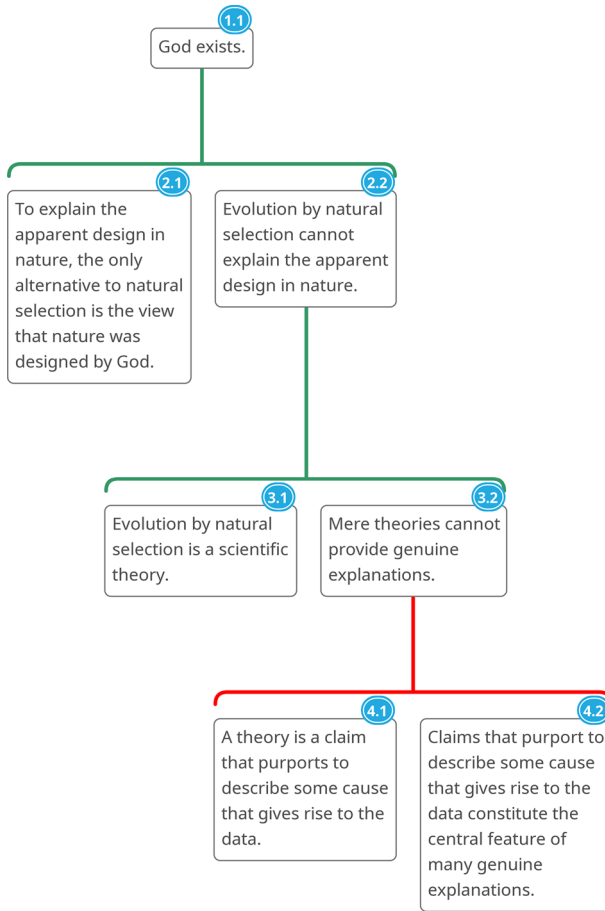 1.1
God exists.
2.1
To explain the
apparent design in
nature, the only
alternative to natural
selection is the view
that nature was
designed by God.
2.2
Evolution by natural
selection cannot
explain the apparent
design in nature.
3.1
Evolution by natural
selection is a scientific
theory.
3.2
Mere theories cannot
provide genuine
explanations.
4.1
A theory is a claim
that purports to
describe some cause
that gives rise to the
data.
4.2
Claims that purport to
describe some cause
that gives rise to the
data constitute the
central feature of
many genuine
explanations.